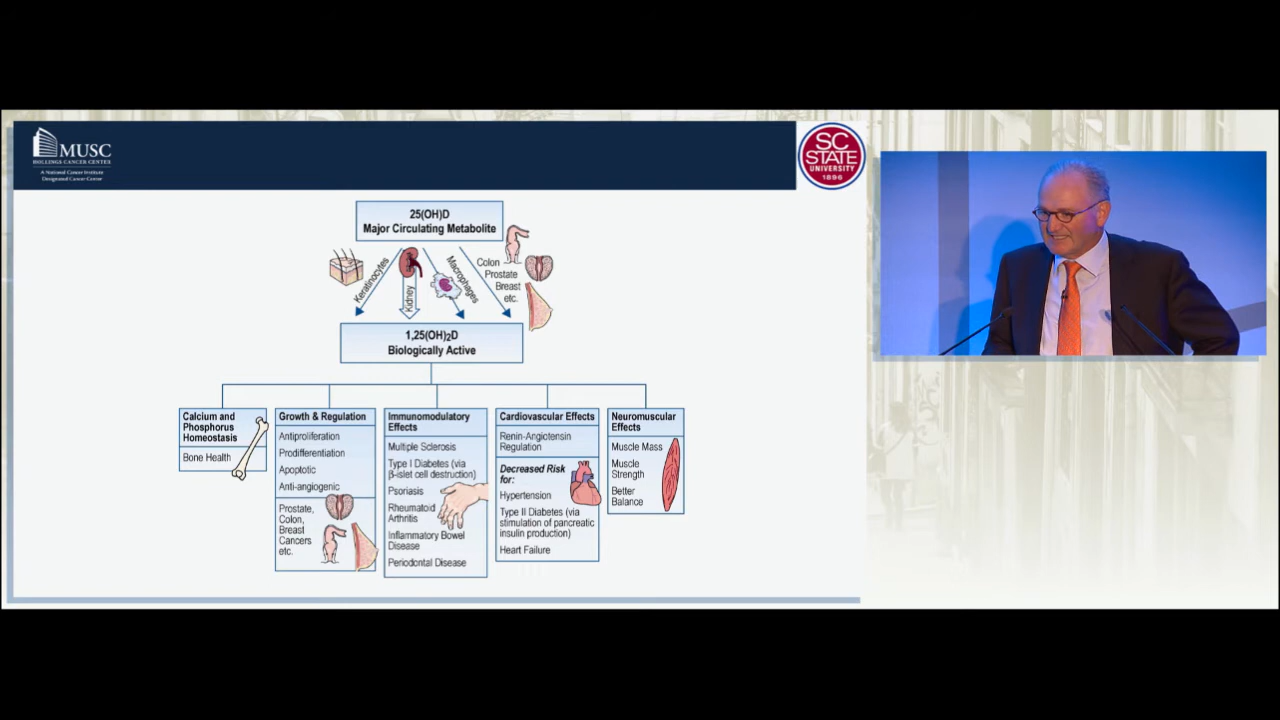 MUSC
HOLLINGS CANCER CENTER
A National Cancer Institute
Designated Cancer Center
SC
STATE
UNIVERSITY
1896
25(OH)D
Major Circulating Metabolite
Keratinocytes
Kidney
Macrophages
Colon
Prostate
Breast
etc.
1,25(OH)₂D
Biologically Active
Calcium and
Phosphorus
Homeostasis
Bone Health
Growth & Regulation
Antiproliferation
Prodifferentiation
Apoptotic
Anti-angiogenic
Prostate,
Colon,
Breast
Cancers
etc.
Immunomodulatory
Effects
Multiple Sclerosis
Type I Diabetes (via
β-islet cell destruction)
Psoriasis
Rheumatoid
Arthritis
Inflammatory Bowel
Disease
Periodontal Disease
Cardiovascular Effects
Renin-Angiotensin
Regulation
Decreased Risk
for:
Hypertension
Type II Diabetes (via
stimulation of pancreatic
insulin production)
Heart Failure
Neuromuscular
Effects
Muscle Mass
Muscle
Strength
Better
Balance